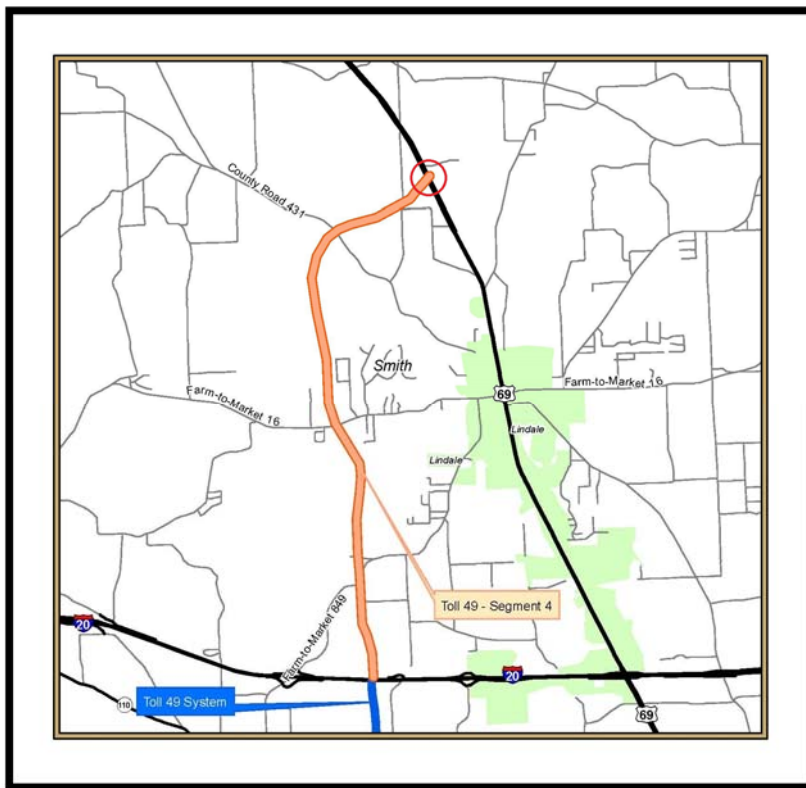 County Road 431
Smith
Farm-to-Market 16
69
Farm-to-Market 16
Lindale
Lindale
Toll 49 - Segment 4
Farm-to-Market 849
20
20
110
Toll 49 System
69